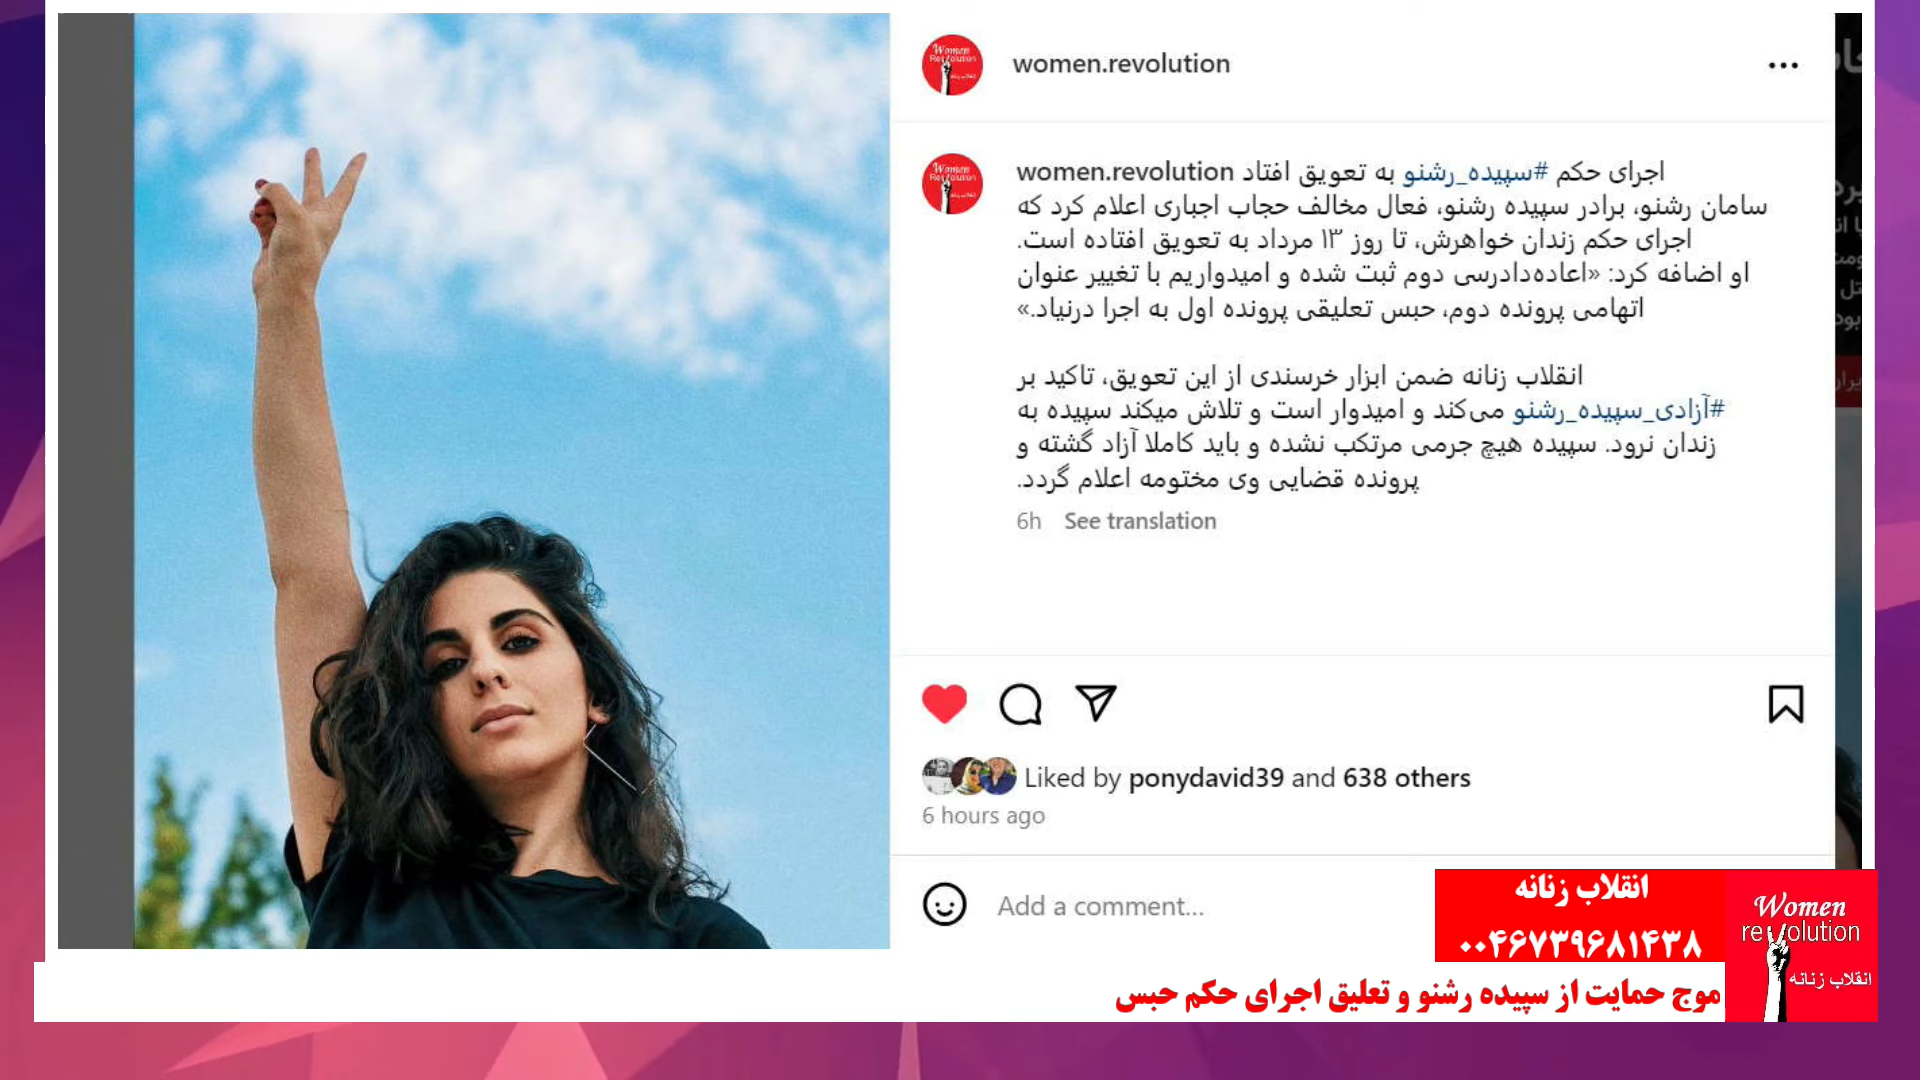 women.revolution
women.revolution اجرای حکم #سپیده_رشنو به تعویق افتاد
سامان رشنو، برادر سپیده رشنو، فعال مخالف حجاب اجباری اعلام کرد که
اجرای حکم زندان خواهرش، تا روز ۱۳ مرداد به تعویق افتاده است.
او اضافه کرد: «اعاده‌دادرسی دوم ثبت شده و امیدواریم با تغییر عنوان
اتهامی پرونده دوم، حبس تعلیقی پرونده اول به اجرا درنیاد.»
انقلاب زنانه ضمن ابزار خرسندی از این تعویق، تاکید بر
#آزادی_سپیده_رشنو می‌کند و امیدوار است و تلاش میکند سپیده به
زندان نرود. سپیده هیچ جرمی مرتکب نشده و باید کاملا آزاد گشته و
پرونده قضایی وی مختومه اعلام گردد.
6h See translation
Liked by ponydavid39 and 638 others
6 hours ago
Add a comment...
انقلاب زنانه
۰۰۴۶۷۳۹۶۸۱۴۳۸
Women
revolution
انقلاب زنانه
موج حمایت از سپیده رشنو و تعلیق اجرای حکم حبس